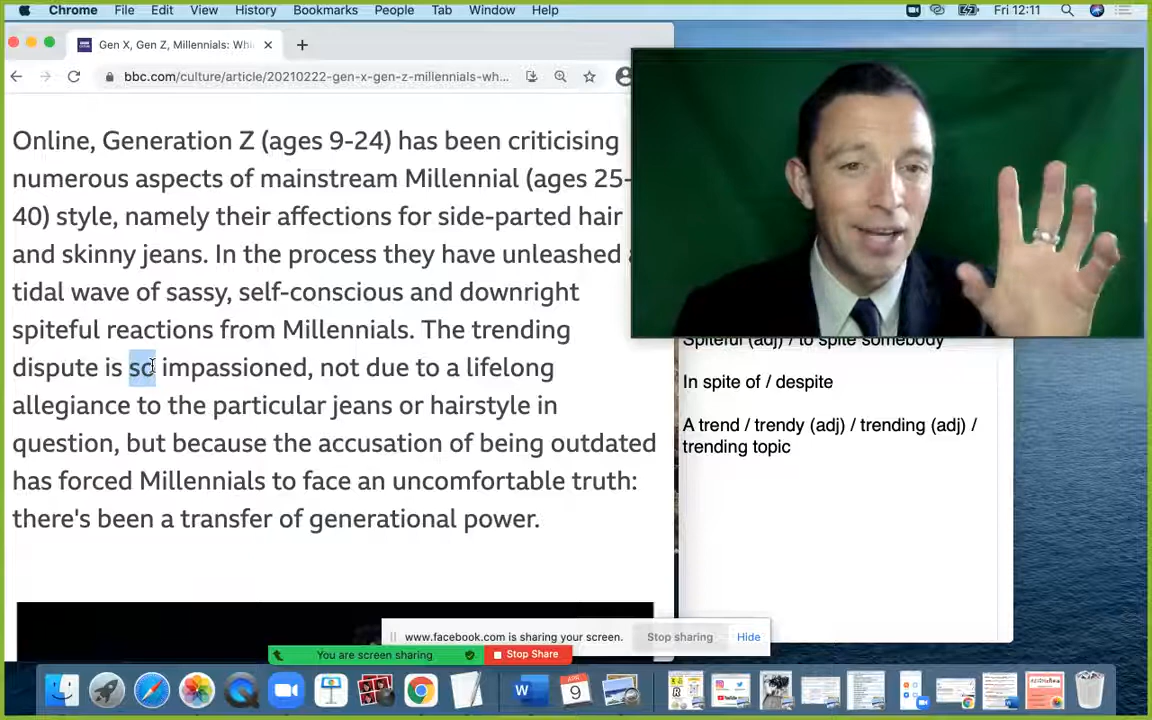 Chrome File Edit View History Bookmarks People Tab Window Help Fri 12:11
Gen X, Gen Z, Millennials: Wh
bbc.com/culture/article/20210222-gen-x-gen-z-millennials-wh...
Online, Generation Z (ages 9-24) has been criticising
numerous aspects of mainstream Millennial (ages 25-
40) style, namely their affections for side-parted hair
and skinny jeans. In the process they have unleashed a
tidal wave of sassy, self-conscious and downright
spiteful reactions from Millennials. The trending
dispute is so impassioned, not due to a lifelong
allegiance to the particular jeans or hairstyle in
question, but because the accusation of being outdated
has forced Millennials to face an uncomfortable truth:
there's been a transfer of generational power.
Spiteful (adj) / to spite somebody
In spite of / despite
A trend / trendy (adj) / trending (adj) /
trending topic
www.facebook.com is sharing your screen. Stop sharing Hide
You are screen sharing Stop Share
W
APR
9